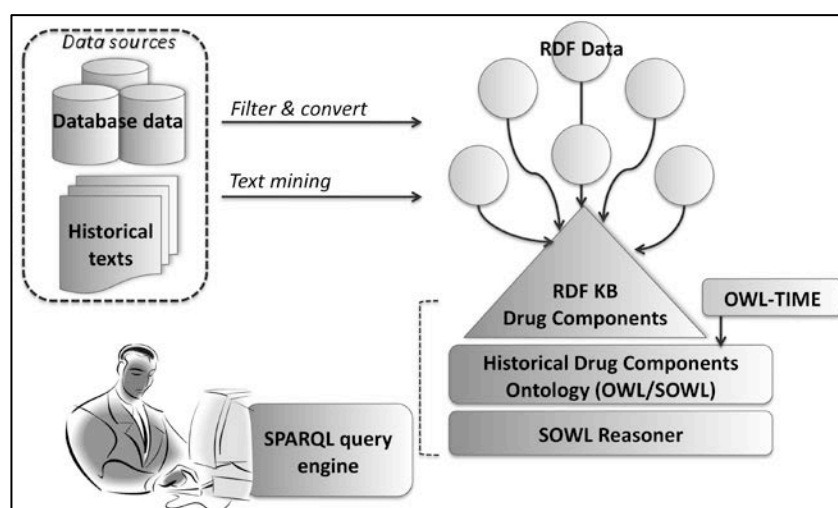 Data sources
Database data
Historical
texts
Filter & convert
Text mining
RDF Data
RDF KB
Drug Components
OWL-TIME
Historical Drug Components
Ontology (OWL/SOWL)
SOWL Reasoner
SPARQL query
engine